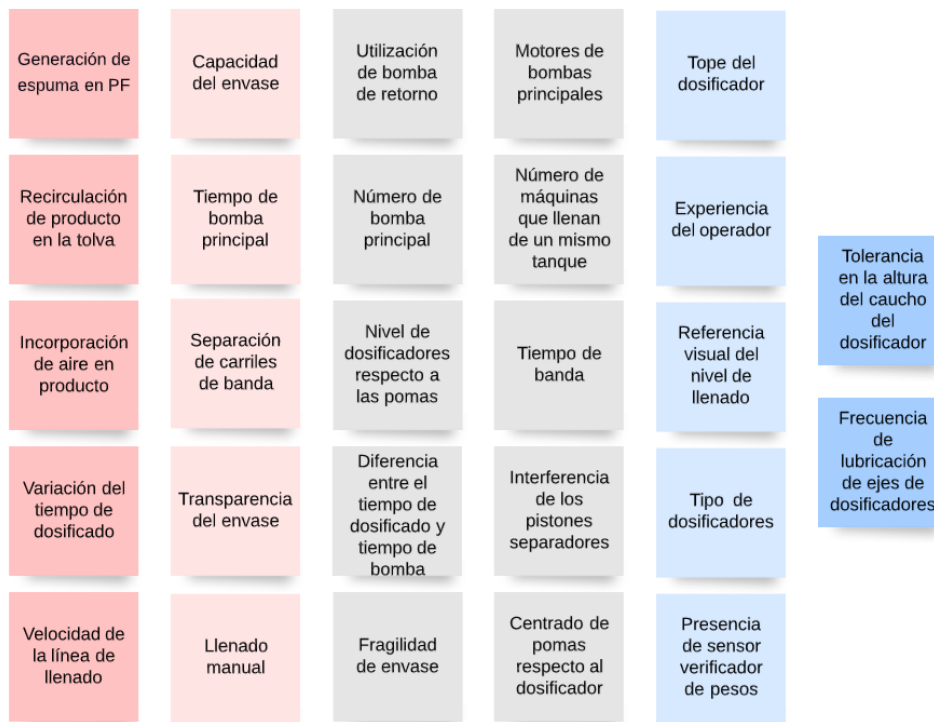 Generación de
espuma en PF
Capacidad
del envase
Utilización
de bomba
de retorno
Motores de
bombas
principales
Tope del
dosificador
Recirculación
de producto
en la tolva
Tiempo de
bomba
principal
Número de
bomba
principal
Número de
máquinas
que llenan
de un mismo
tanque
Experiencia
del operador
Tolerancia
en la altura
del caucho
del
dosificador
Incorporación
de aire en
producto
Separación
de carriles
de banda
Nivel de
dosificadores
respecto a
las pomas
Tiempo de
banda
Referencia
visual del
nivel de
llenado
Frecuencia
de
lubricación
de ejes de
dosificadores
Variación del
tiempo de
dosificado
Transparencia
del envase
Diferencia
entre el
tiempo de
dosificado y
tiempo de
bomba
Interferencia
de los
pistones
separadores
Tipo de
dosificadores
Velocidad de
la línea de
llenado
Llenado
manual
Fragilidad
de envase
Centrado de
pomas
respecto al
dosificador
Presencia
de sensor
verificador
de pesos